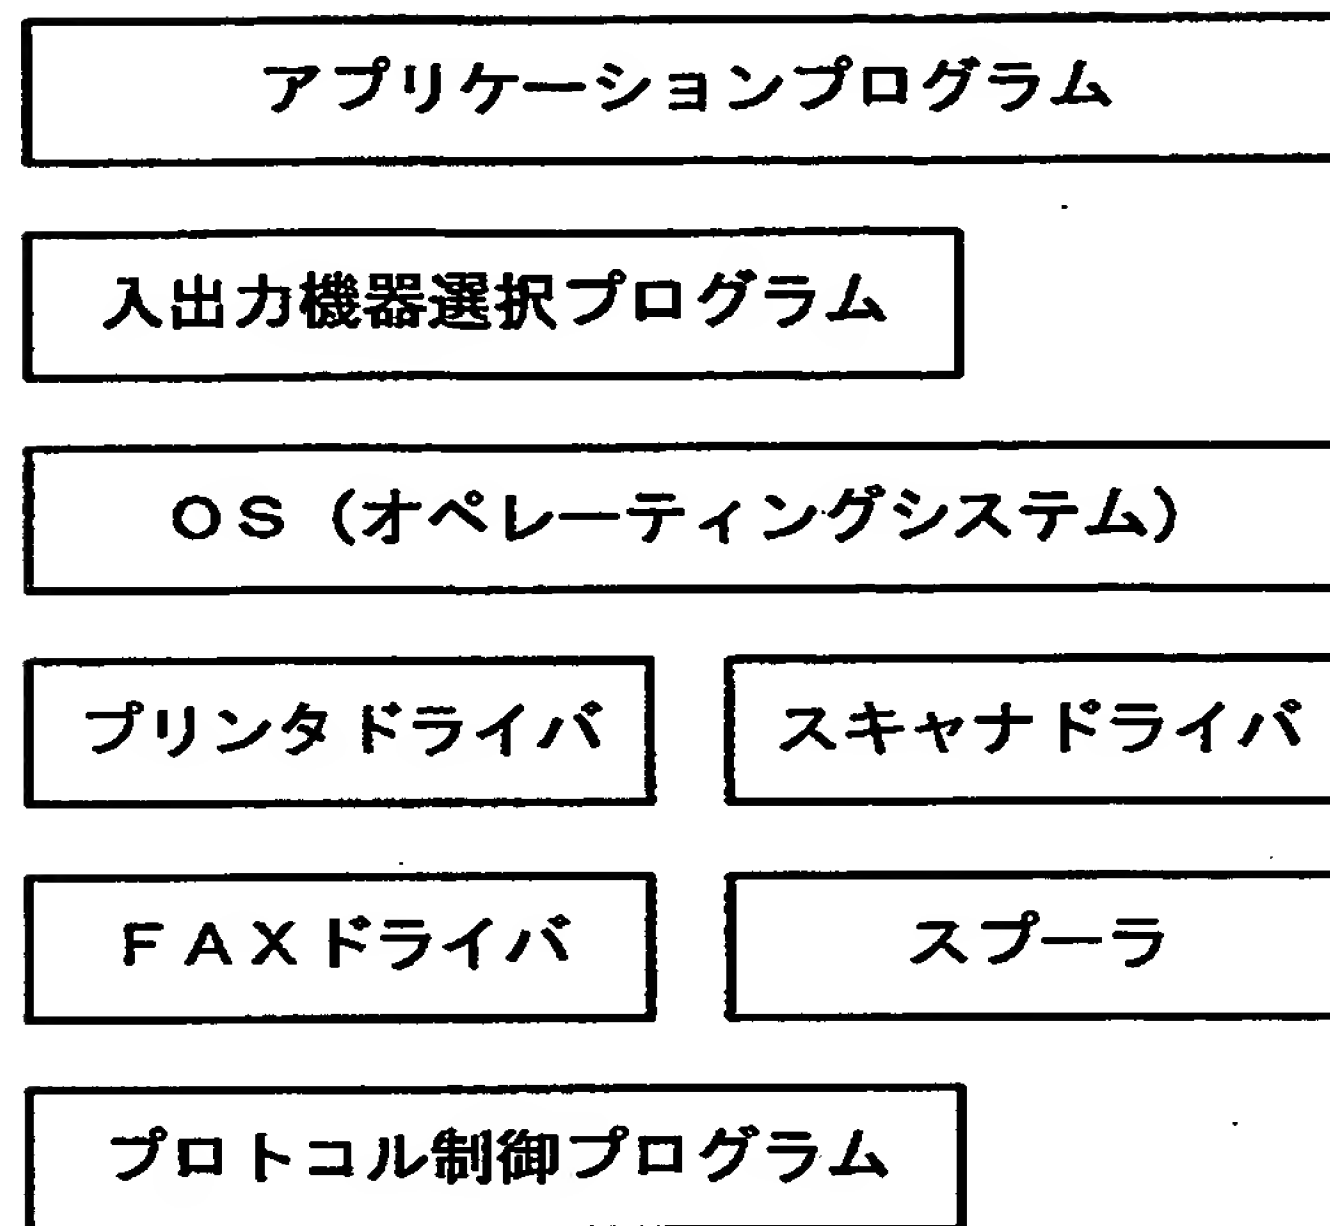 アプリケーションプログラム
入出力機器選択プログラム
ＯＳ（オペレーティングシステム）
プリンタドライバ
スキャナドライバ
ＦＡＸドライバ
スプーラ
プロトコル制御プログラム